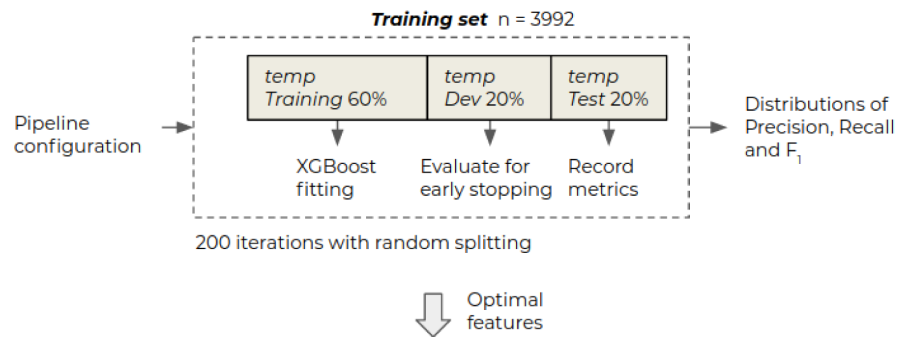 Training set n = 3992
temp
Training 60%
temp
Dev 20%
temp
Test 20%
Pipeline
configuration
XGBoost
fitting
Evaluate for
early stopping
Record
metrics
Distributions of
Precision, Recall
and F₁
200 iterations with random splitting
Optimal
features